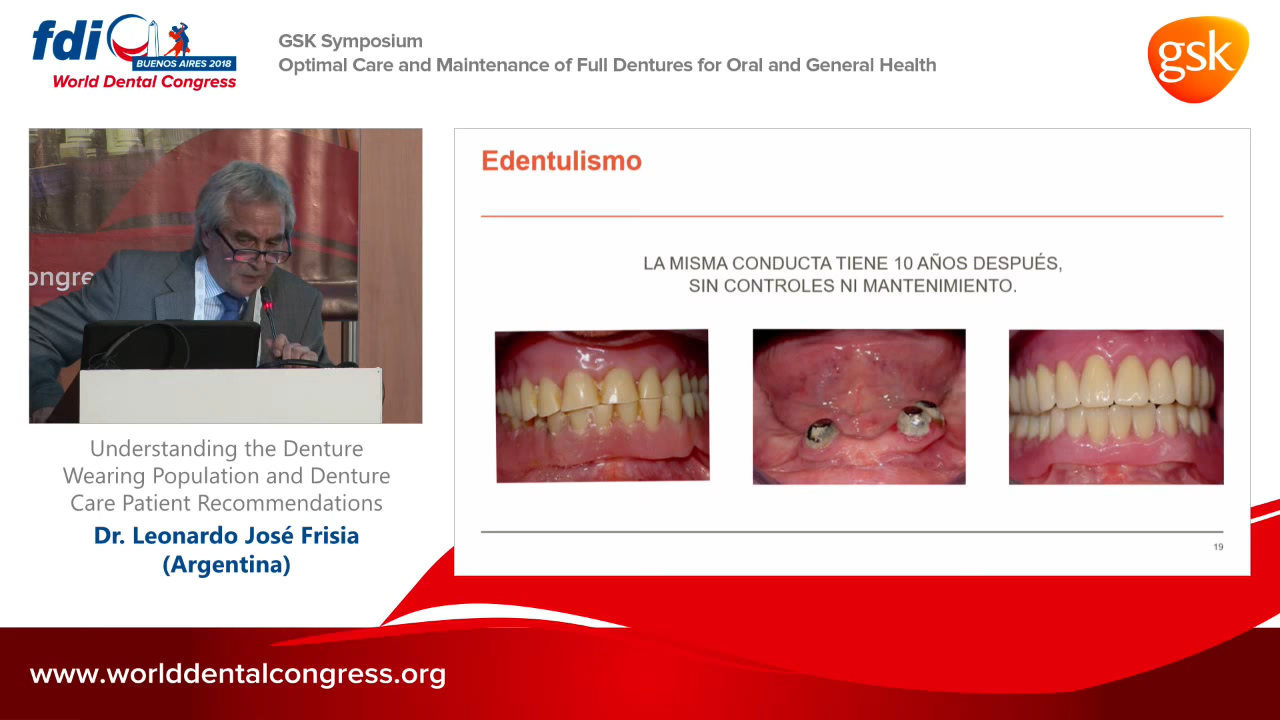 fdi
BUENOS AIRES 2018
World Dental Congress
GSK Symposium
Optimal Care and Maintenance of Full Dentures for Oral and General Health
gsk
ongre
Understanding the Denture
Wearing Population and Denture
Care Patient Recommendations
Dr. Leonardo José Frisia
(Argentina)
Edentulismo
LA MISMA CONDUCTA TIENE 10 AÑOS DESPUÉS,
SIN CONTROLES NI MANTENIMIENTO.
19
www.worlddentalcongress.org